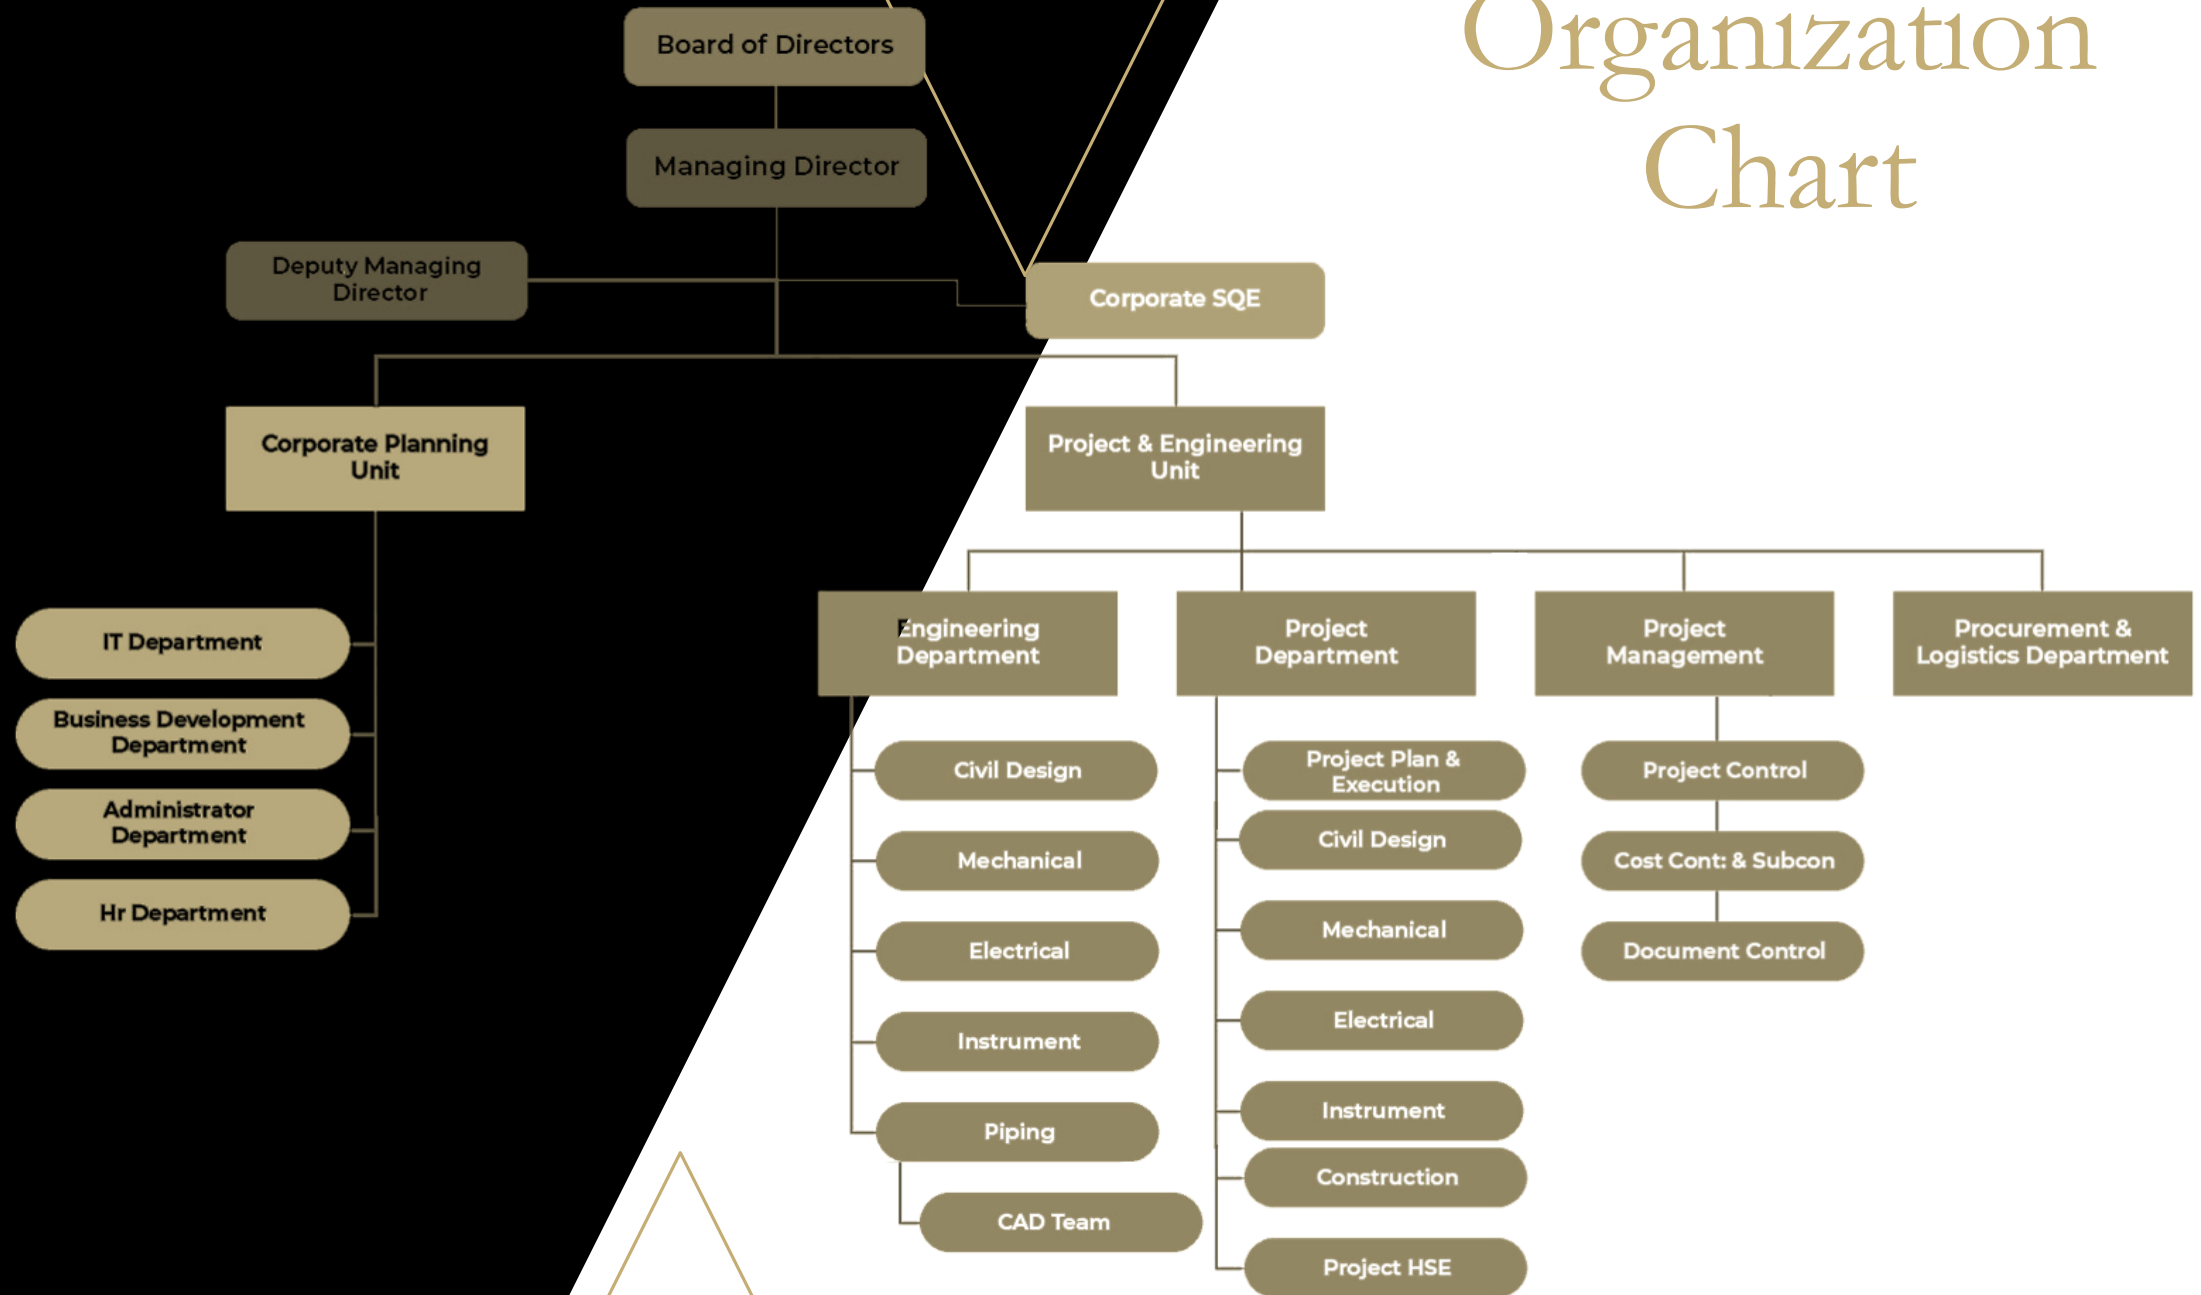 Organization
Chart
Board of Directors
Managing Director
Deputy Managing
Director
Corporate SQE
Corporate Planning
Unit
Project & Engineering
Unit
IT Department
Business Development
Department
Administrator
Department
Hr Department
Engineering
Department
Civil Design
Mechanical
Electrical
Instrument
Piping
CAD Team
Project
Department
Project Plan &
Execution
Civil Design
Mechanical
Electrical
Instrument
Construction
Project HSE
Project
Management
Project Control
Cost Cont: & Subcon
Document Control
Procurement &
Logistics Department